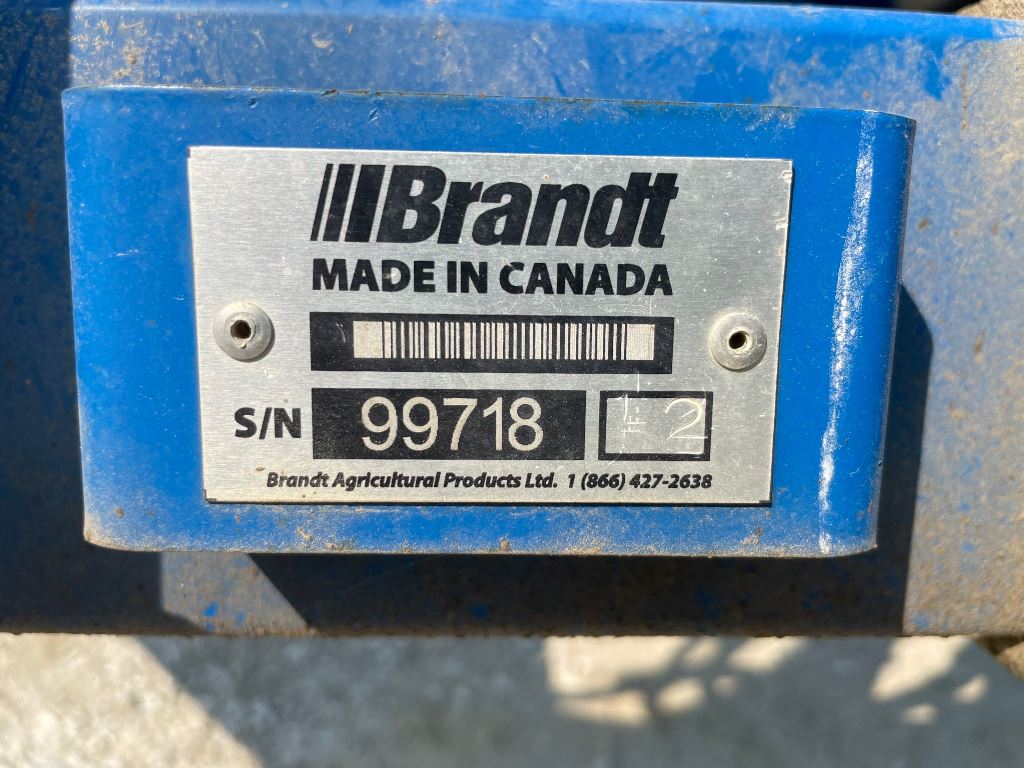 Brandt
MADE IN CANADA
S/N 99718 2
Brandt Agricultural Products Ltd. 1 (866) 427-2638